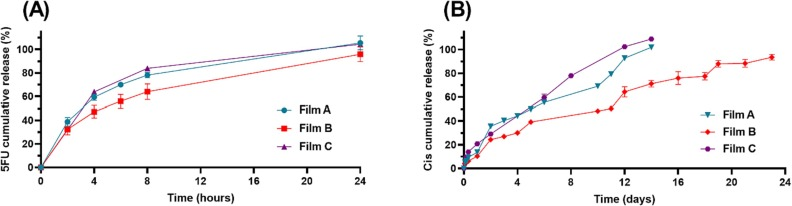 (A)
5FU cumulative release (%)
100
80
60
40
20
0
0 4 8 12 16 20 24
Time (hours)
Film A
Film B
Film C
(B)
Cis cumulative release (%)
100
80
60
40
20
0
0 2 4 6 8 10 12 14 16 18 20 22 24
Time (days)
Film A
Film B
Film C